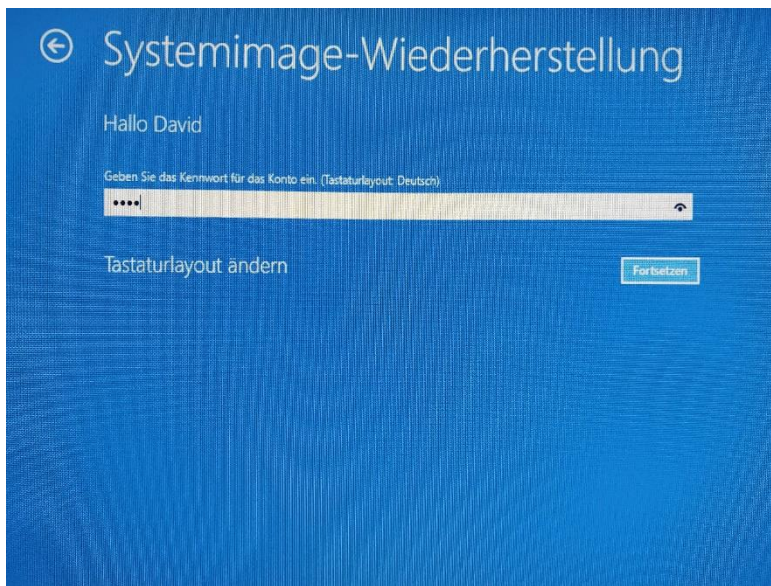 Systemimage-Wiederherstellung
Hallo David
Geben Sie das Kennwort für das Konto ein. (Tastaturlayout: Deutsch)
••••
Tastaturlayout ändern
Fortsetzen